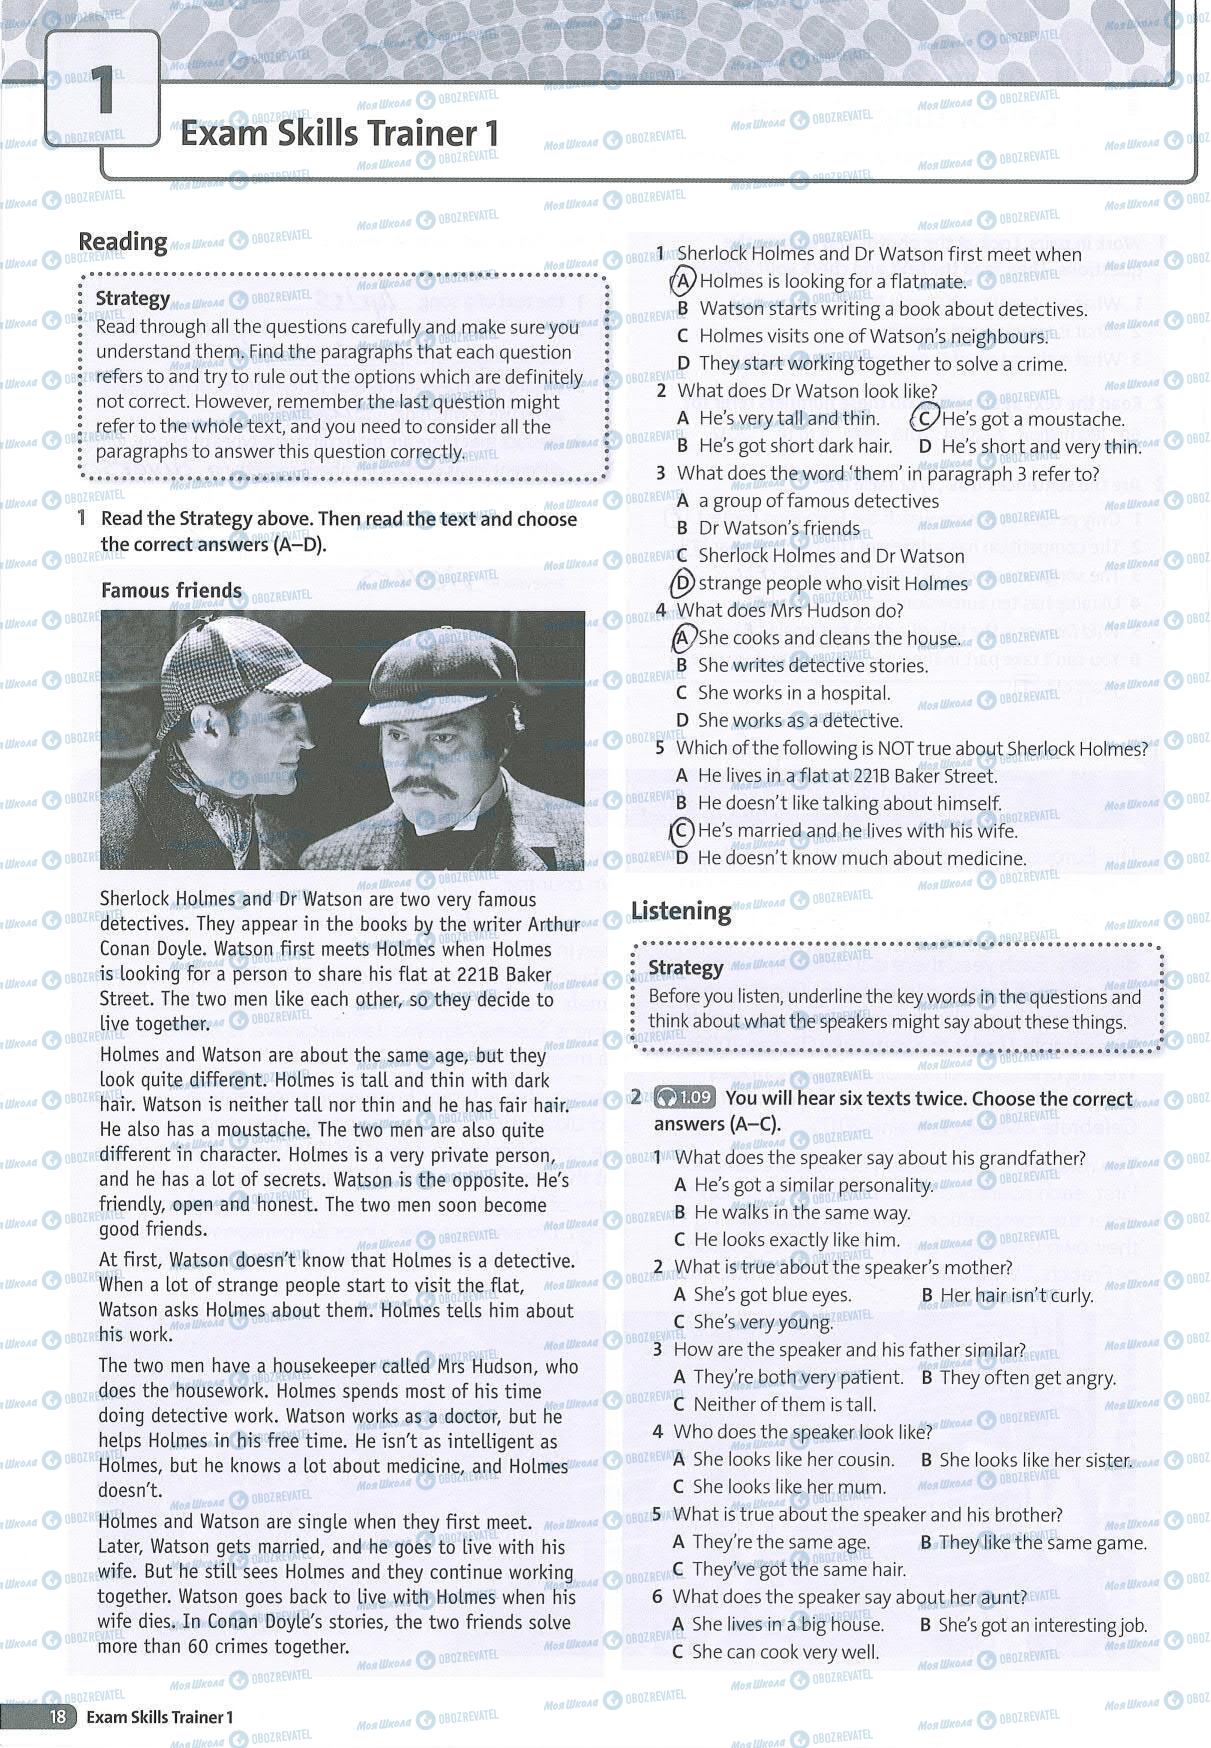 1
Exam Skills Trainer 1
Reading
Strategy
Read through all the questions carefully and make sure you
understand them. Find the paragraphs that each question
refers to and try to rule out the options which are definitely
not correct. However, remember the last question might
refer to the whole text, and you need to consider all the
paragraphs to answer this question correctly.
1 Read the Strategy above. Then read the text and choose
the correct answers (A–D).
Famous friends
Sherlock Holmes and Dr Watson are two very famous
detectives. They appear in the books by the writer Arthur
Conan Doyle. Watson first meets Holmes when Holmes
is looking for a person to share his flat at 221B Baker
Street. The two men like each other, so they decide to
live together.
Holmes and Watson are about the same age, but they
look quite different. Holmes is tall and thin with dark
hair. Watson is neither tall nor thin and he has fair hair.
He also has a moustache. The two men are also quite
different in character. Holmes is a very private person,
and he has a lot of secrets. Watson is the opposite. He's
friendly, open and honest. The two men soon become
good friends.
At first, Watson doesn't know that Holmes is a detective.
When a lot of strange people start to visit the flat,
Watson asks Holmes about them. Holmes tells him about
his work.
The two men have a housekeeper called Mrs Hudson, who
does the housework. Holmes spends most of his time
doing detective work. Watson works as a doctor, but he
helps Holmes in his free time. He isn't as intelligent as
Holmes, but he knows a lot about medicine, and Holmes
doesn't.
Holmes and Watson are single when they first meet.
Later, Watson gets married, and he goes to live with his
wife. But he still sees Holmes and they continue working
together. Watson goes back to live with Holmes when his
wife dies. In Conan Doyle's stories, the two friends solve
more than 60 crimes together.
1 Sherlock Holmes and Dr Watson first meet when
A Holmes is looking for a flatmate.
B Watson starts writing a book about detectives.
C Holmes visits one of Watson's neighbours.
D They start working together to solve a crime.
2 What does Dr Watson look like?
A He's very tall and thin. C He's got a moustache.
B He's got short dark hair. D He's short and very thin.
3 What does the word 'them' in paragraph 3 refer to?
A a group of famous detectives
B Dr Watson's friends
C Sherlock Holmes and Dr Watson
D strange people who visit Holmes
4 What does Mrs Hudson do?
A She cooks and cleans the house.
B She writes detective stories.
C She works in a hospital.
D She works as a detective.
5 Which of the following is NOT true about Sherlock Holmes?
A He lives in a flat at 221B Baker Street.
B He doesn't like talking about himself.
C He's married and he lives with his wife.
D He doesn't know much about medicine.
Listening
Strategy
Before you listen, underline the key words in the questions and
think about what the speakers might say about these things.
2 1.09 You will hear six texts twice. Choose the correct
answers (A–C).
1 What does the speaker say about his grandfather?
A He's got a similar personality.
B He walks in the same way.
C He looks exactly like him.
2 What is true about the speaker's mother?
A She's got blue eyes. B Her hair isn't curly.
C She's very young.
3 How are the speaker and his father similar?
A They're both very patient. B They often get angry.
C Neither of them is tall.
4 Who does the speaker look like?
A She looks like her cousin. B She looks like her sister.
C She looks like her mum.
5 What is true about the speaker and his brother?
A They're the same age. B They like the same game.
C They've got the same hair.
6 What does the speaker say about her aunt?
A She lives in a big house. B She's got an interesting job.
C She can cook very well.
18 Exam Skills Trainer 1
Моя Школа OBOZREVATEL